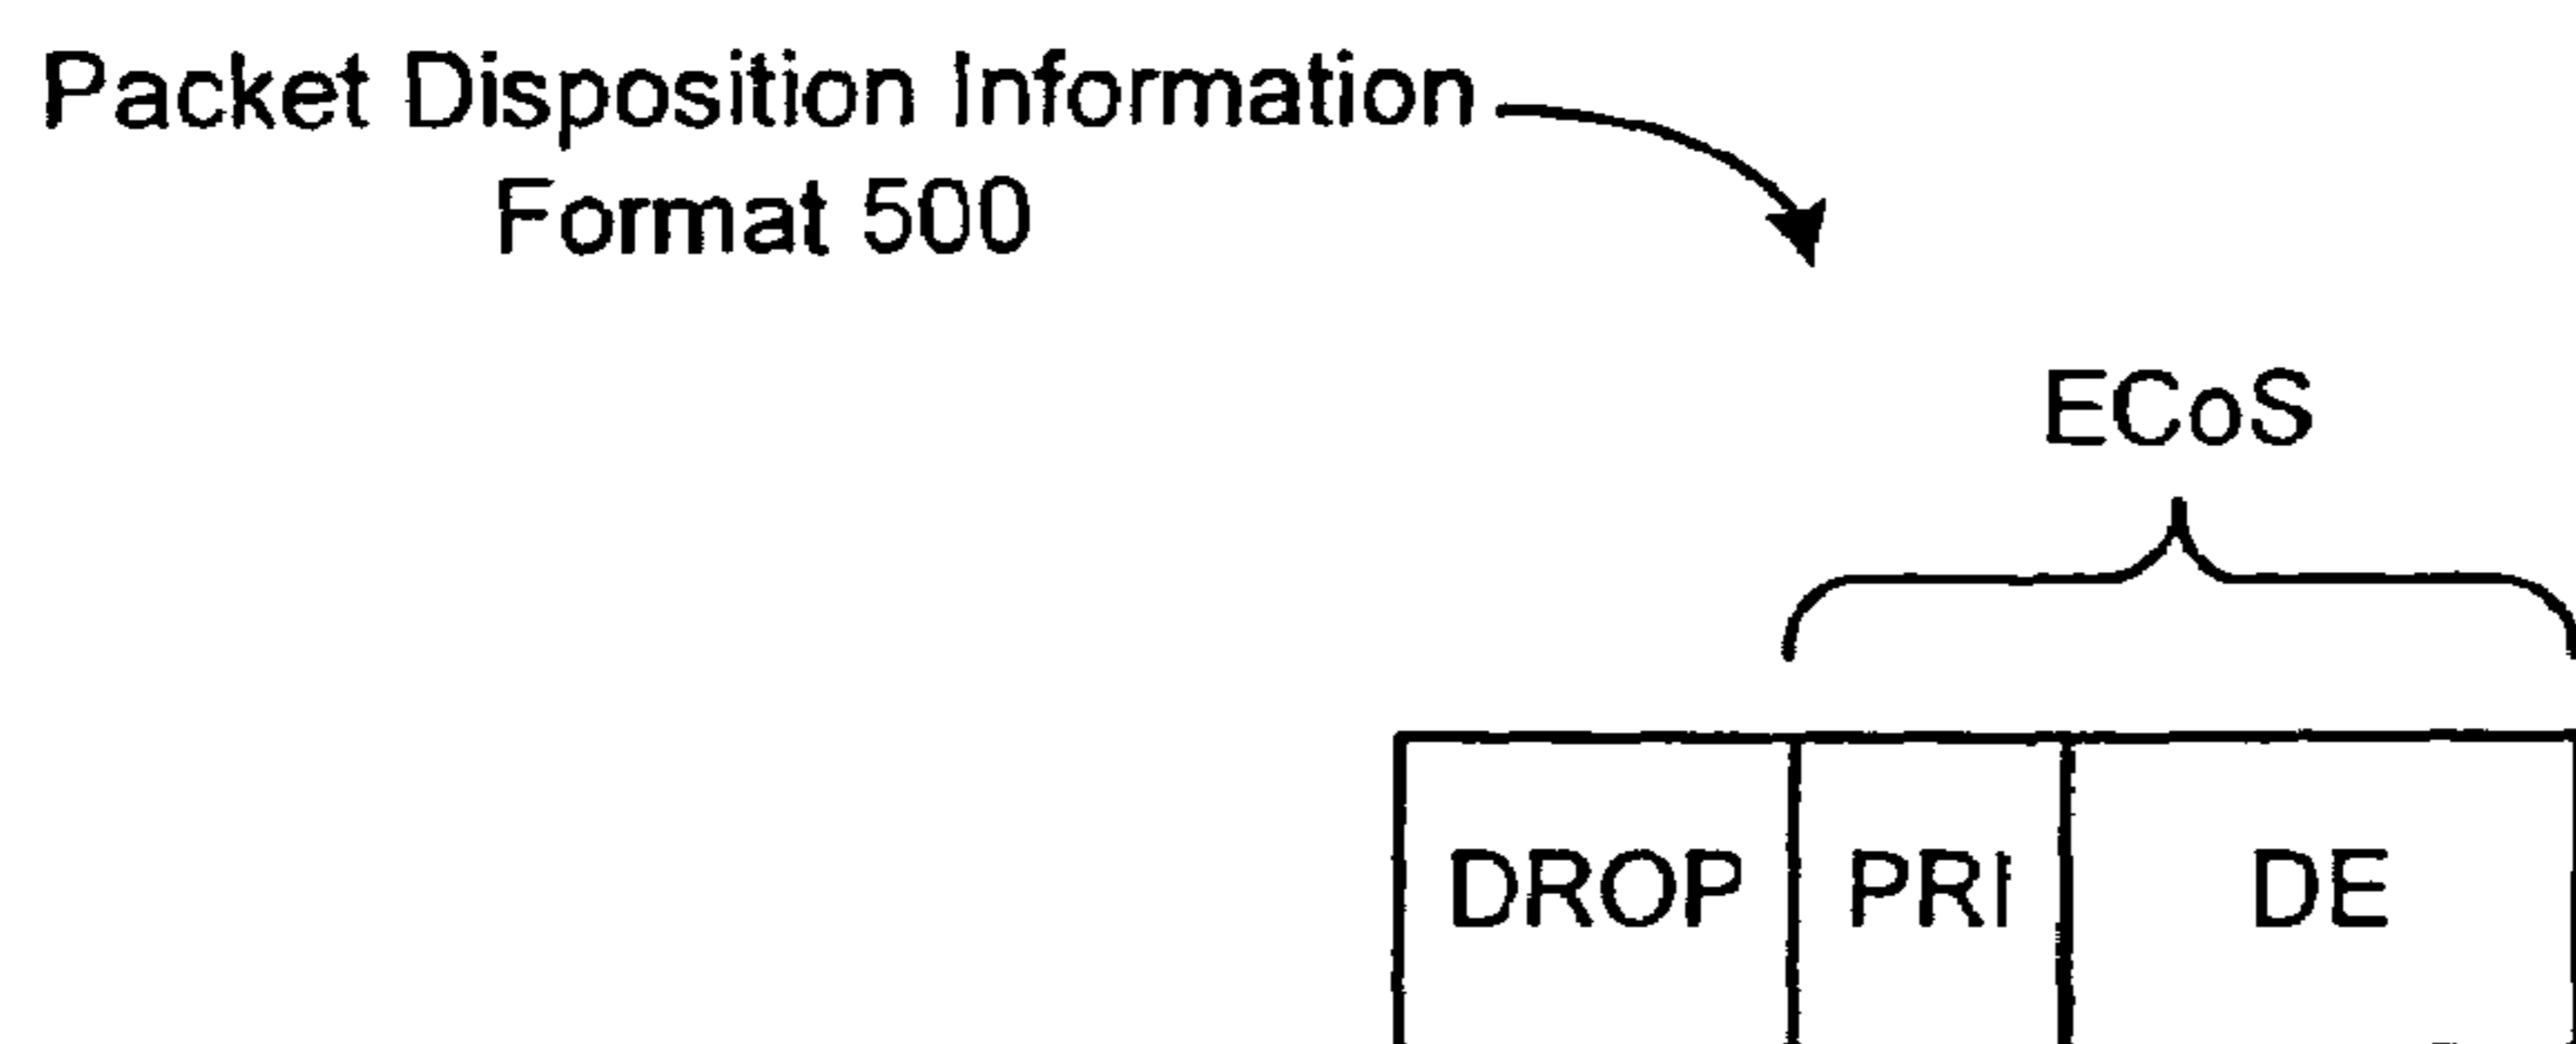 Packet Disposition Information
Format 500
ECoS
DROP PRI DE